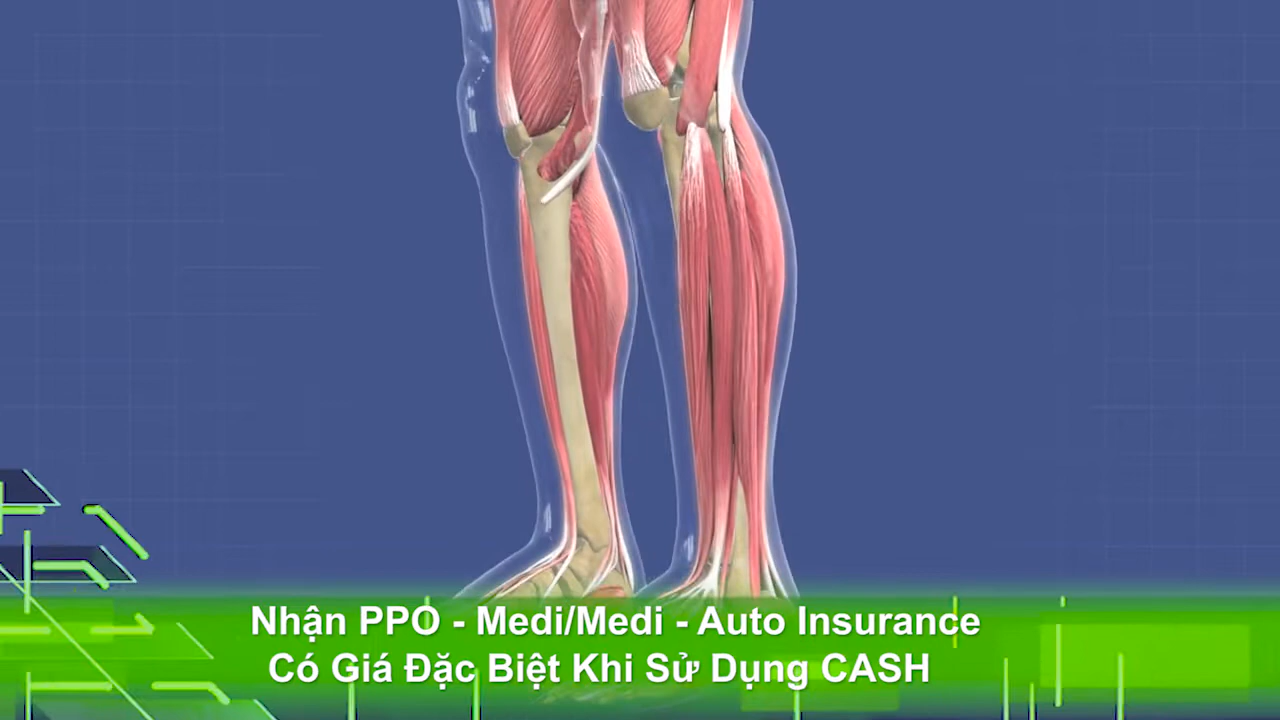 Nhận PPO - Medi/Medi - Auto Insurance
Có Giá Đặc Biệt Khi Sử Dụng CASH